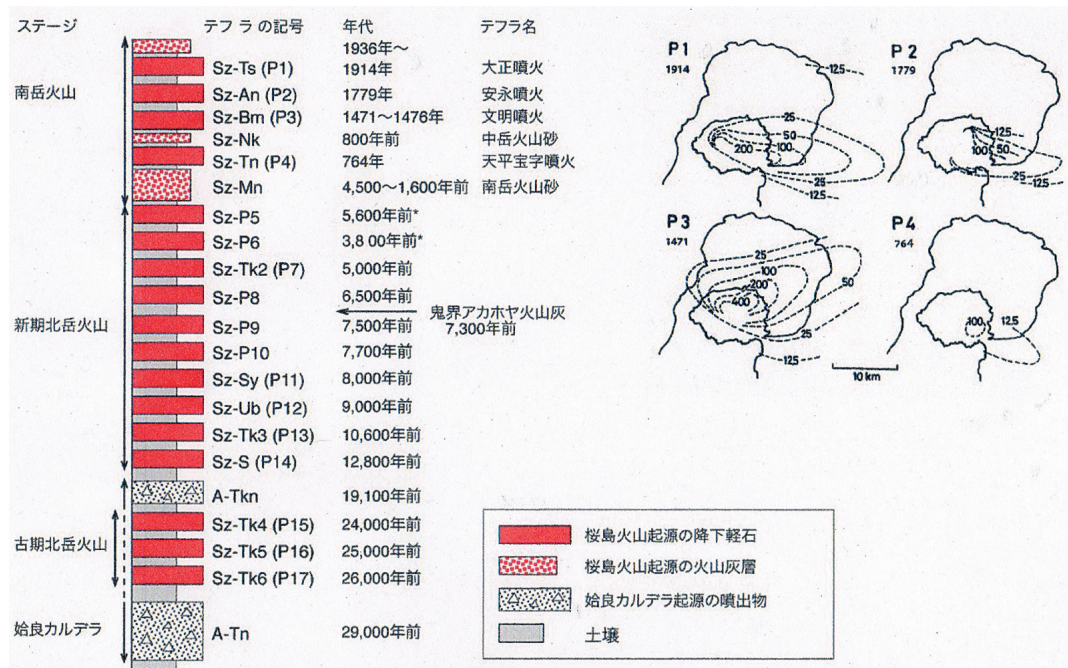 ステージ テフラの記号 年代 テフラ名
1936年〜
Sz-Ts (P1) 1914年 大正噴火
南岳火山
Sz-An (P2) 1779年 安永噴火
Sz-Bm (P3) 1471〜1476年 文明噴火
Sz-Nk 800年前 中岳火山砂
Sz-Tn (P4) 764年 天平宝字噴火
Sz-Mn 4,500〜1,600年前 南岳火山砂
Sz-P5 5,600年前*
Sz-P6 3,8 00年前*
Sz-Tk2 (P7) 5,000年前
Sz-P8 6,500年前
鬼界アカホヤ火山灰
7,300年前
新期北岳火山
Sz-P9 7,500年前
Sz-P10 7,700年前
Sz-Sy (P11) 8,000年前
Sz-Ub (P12) 9,000年前
Sz-Tk3 (P13) 10,600年前
Sz-S (P14) 12,800年前
A-Tkn 19,100年前
Sz-Tk4 (P15) 24,000年前
古期北岳火山
Sz-Tk5 (P16) 25,000年前
Sz-Tk6 (P17) 26,000年前
姶良カルデラ
A-Tn 29,000年前
P1
1914
12.5
25
50
100
200
25
12.5
P2
1779
12.5
12.5
50
100
25
12.5
P3
1471
25
100
200
50
400
25
12.5
P4
764
100
12.5
10 km
桜島火山起源の降下軽石
桜島火山起源の火山灰層
姶良カルデラ起源の噴出物
土壌